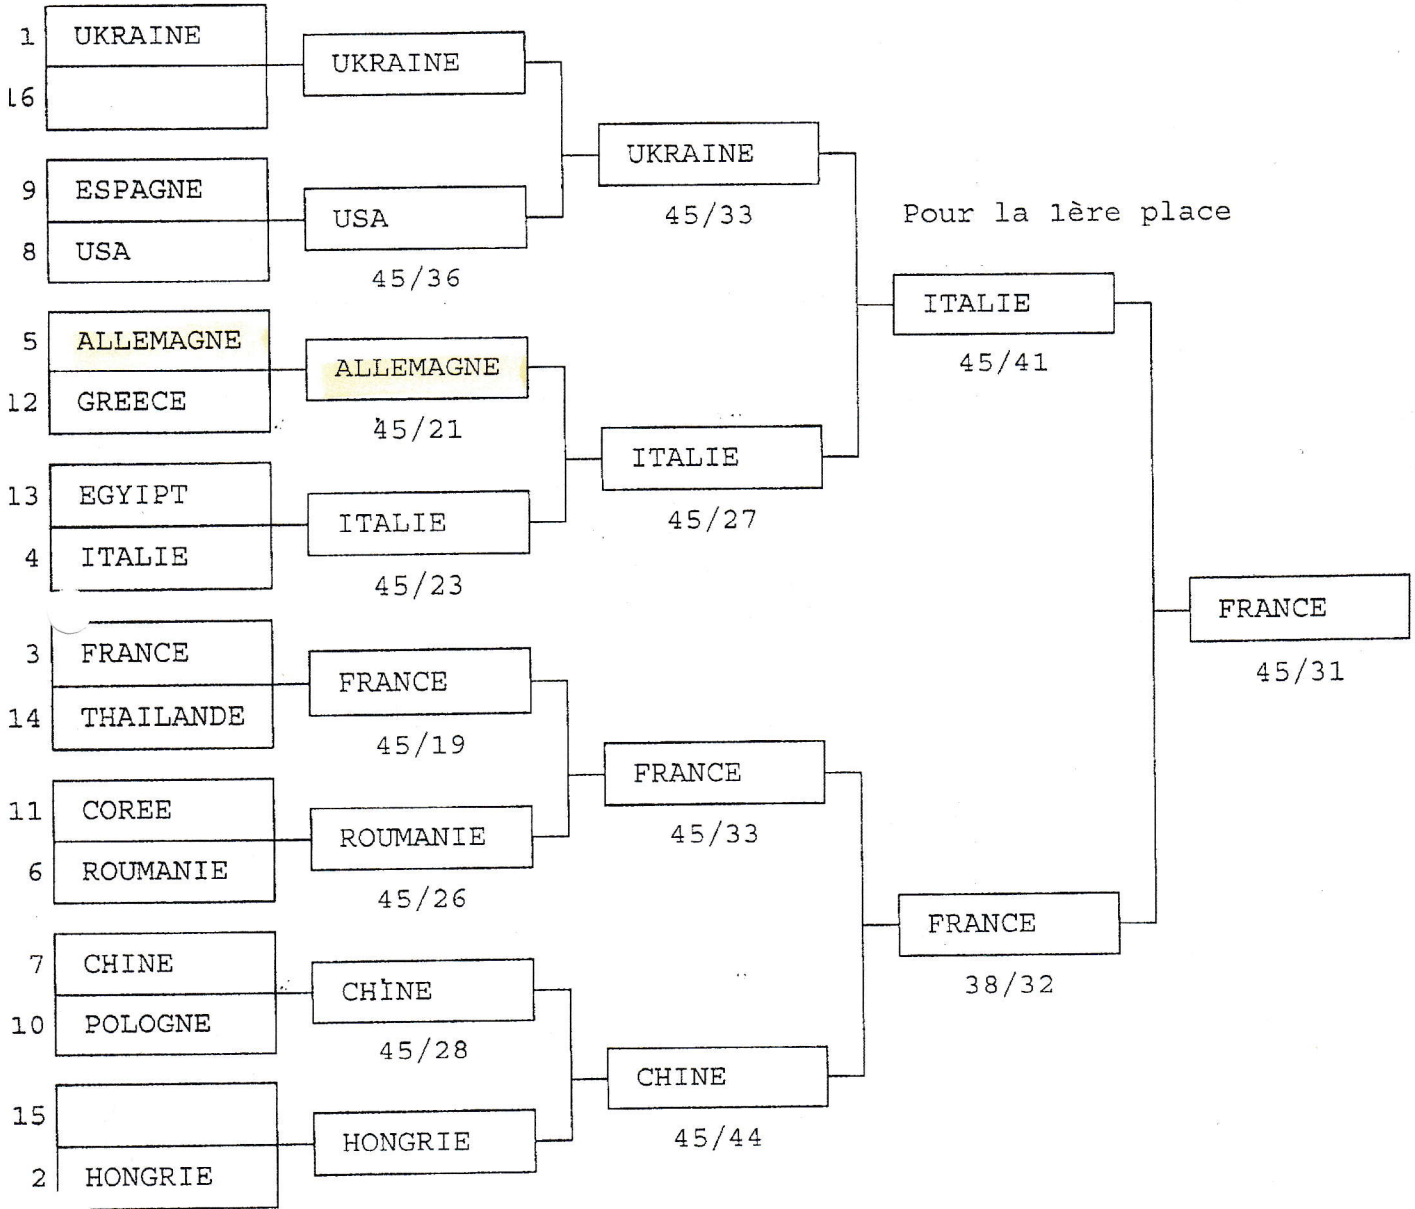 1 UKRAINE
16
UKRAINE
9 ESPAGNE
8 USA
USA
45/36
UKRAINE
45/33
5 ALLEMAGNE
12 GREECE
ALLEMAGNE
45/21
13 EGYIPT
4 ITALIE
ITALIE
45/23
ITALIE
45/27
Pour la 1ère place
ITALIE
45/41
3 FRANCE
14 THAILANDE
FRANCE
45/19
11 COREE
6 ROUMANIE
ROUMANIE
45/26
FRANCE
45/33
7 CHINE
10 POLOGNE
CHINE
45/28
15
2 HONGRIE
HONGRIE
CHINE
45/44
FRANCE
38/32
FRANCE
45/31